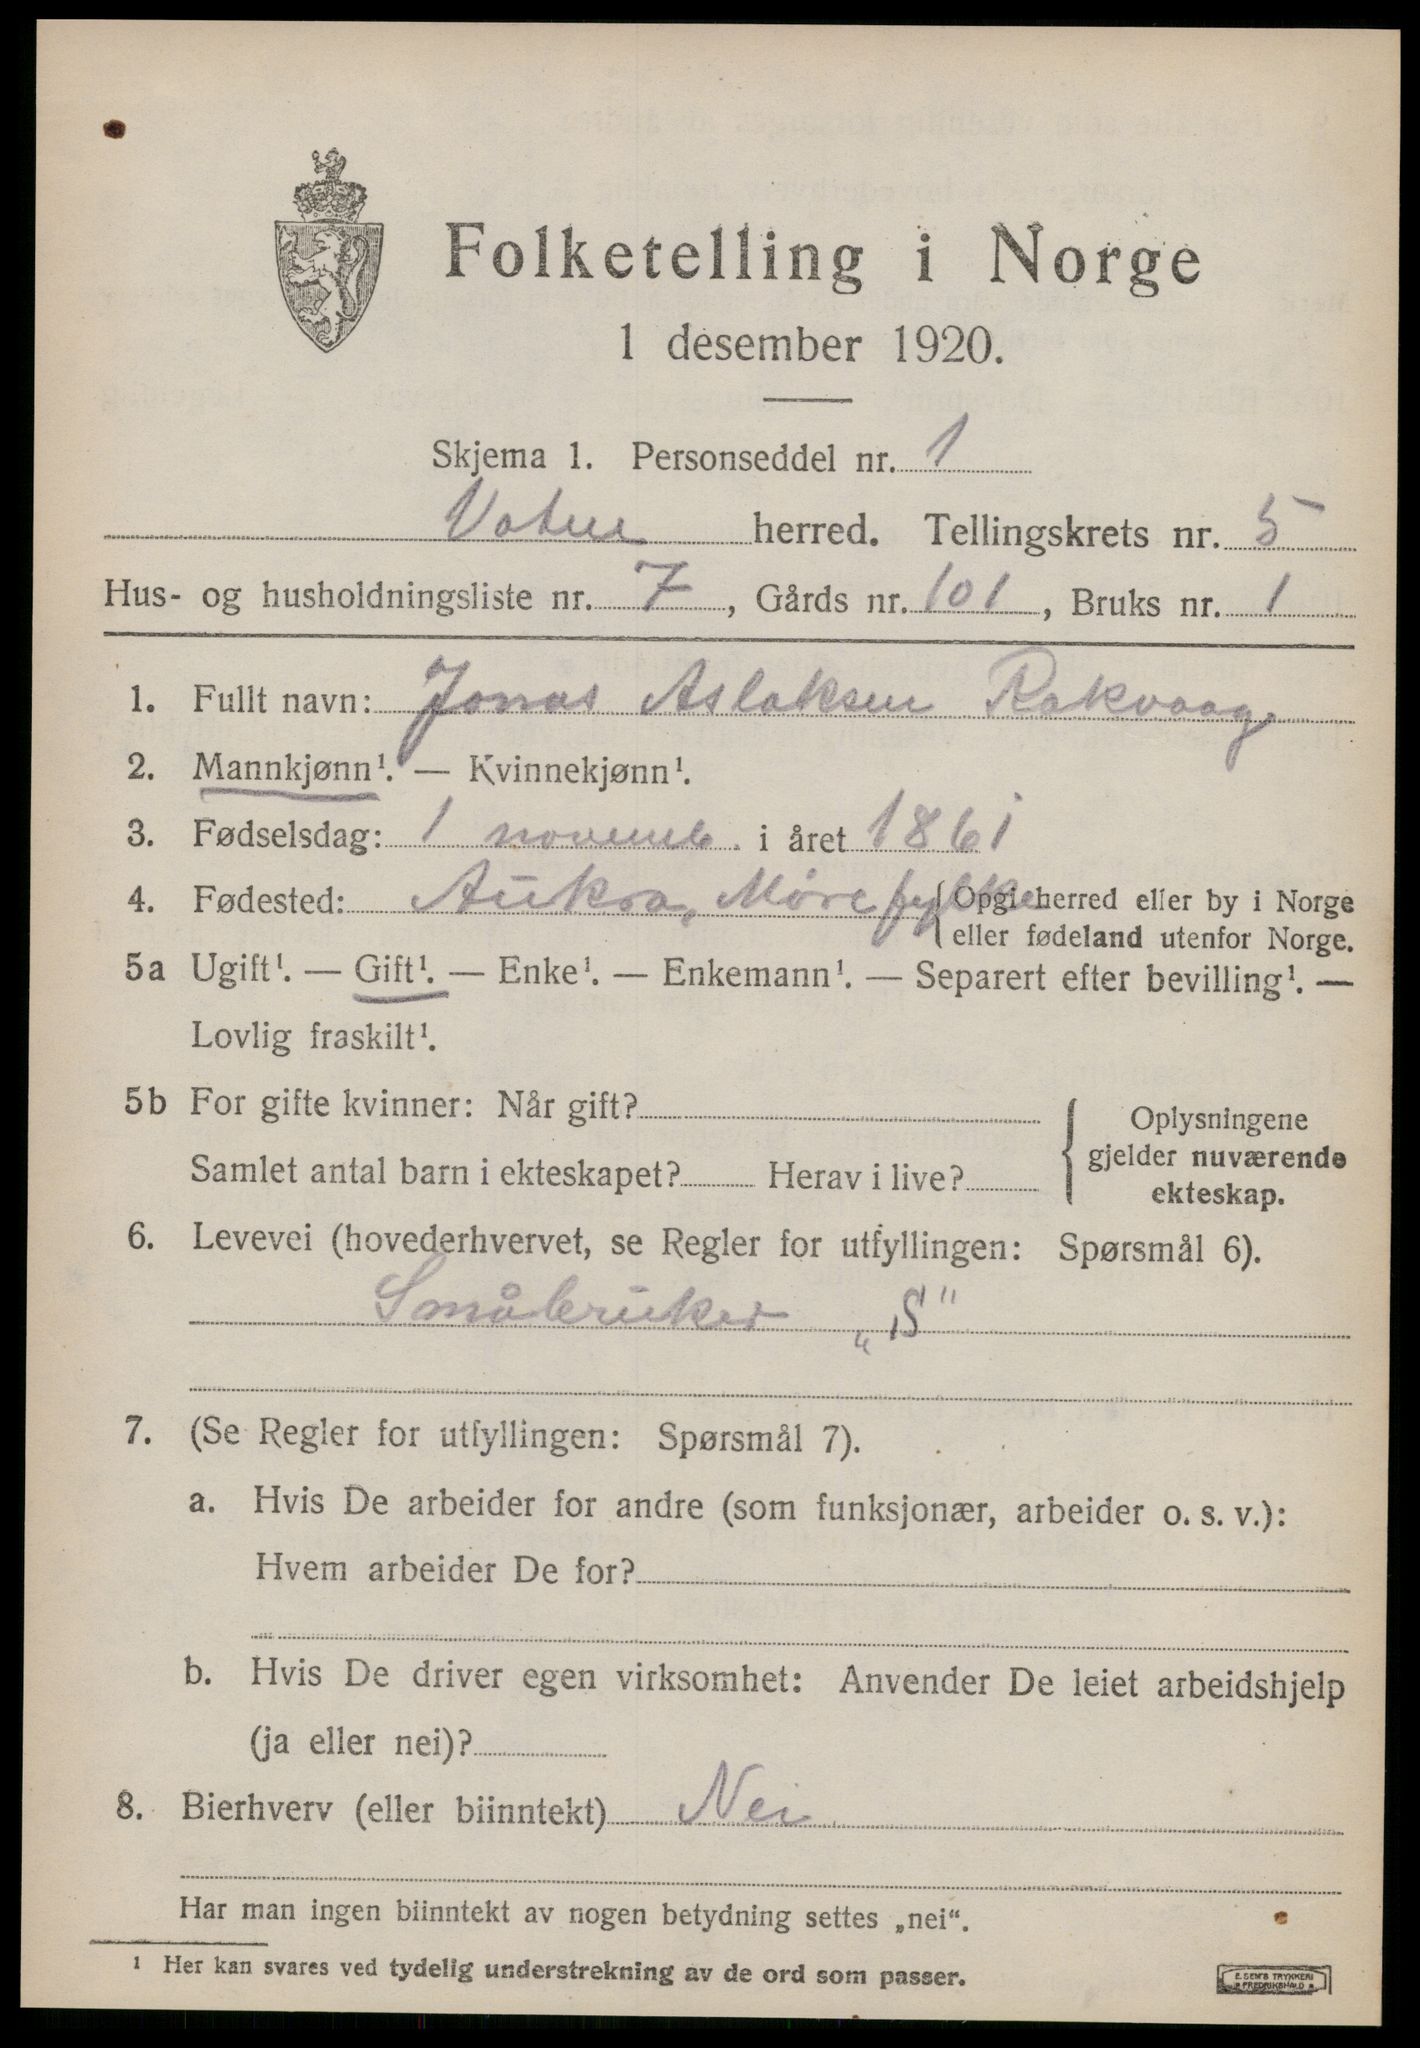 Folketelling i Norge
1 desember 1920.
Skjema 1. Personseddel nr. 1
Vatne herred. Tellingskrets nr. 5
Hus- og husholdningsliste nr. 7, Gårds nr. 101, Bruks nr. 1
1. Fullt navn: Jonas Aslaksen Rakvaag.
2. Mannkjønn¹. — Kvinnekjønn¹.
3. Fødselsdag: 1 novemb. i året 1861
4. Fødested: Aukra, Møre fylke {Opgi herred eller by i Norge
eller fødeland utenfor Norge.
5a Ugift¹. — Gift¹. — Enke¹. — Enkemann¹. — Separert efter bevilling¹. —
Lovlig fraskilt¹.
5b For gifte kvinner: Når gift?
Samlet antal barn i ekteskapet? Herav i live?
Oplysningene
gjelder nuværende
ekteskap.
6. Levevei (hovederhvervet, se Regler for utfyllingen: Spørsmål 6).
Småbruker „S"
7. (Se Regler for utfyllingen: Spørsmål 7).
a. Hvis De arbeider for andre (som funksjonær, arbeider o. s. v.):
Hvem arbeider De for?
b. Hvis De driver egen virksomhet: Anvender De leiet arbeidshjelp
(ja eller nei)?
8. Bierhverv (eller biinntekt) Nei
Har man ingen biinntekt av nogen betydning settes „nei".
¹ Her kan svares ved tydelig understrekning av de ord som passer.
E. SEM'S TRYKKERI
FREDRIKSHALD